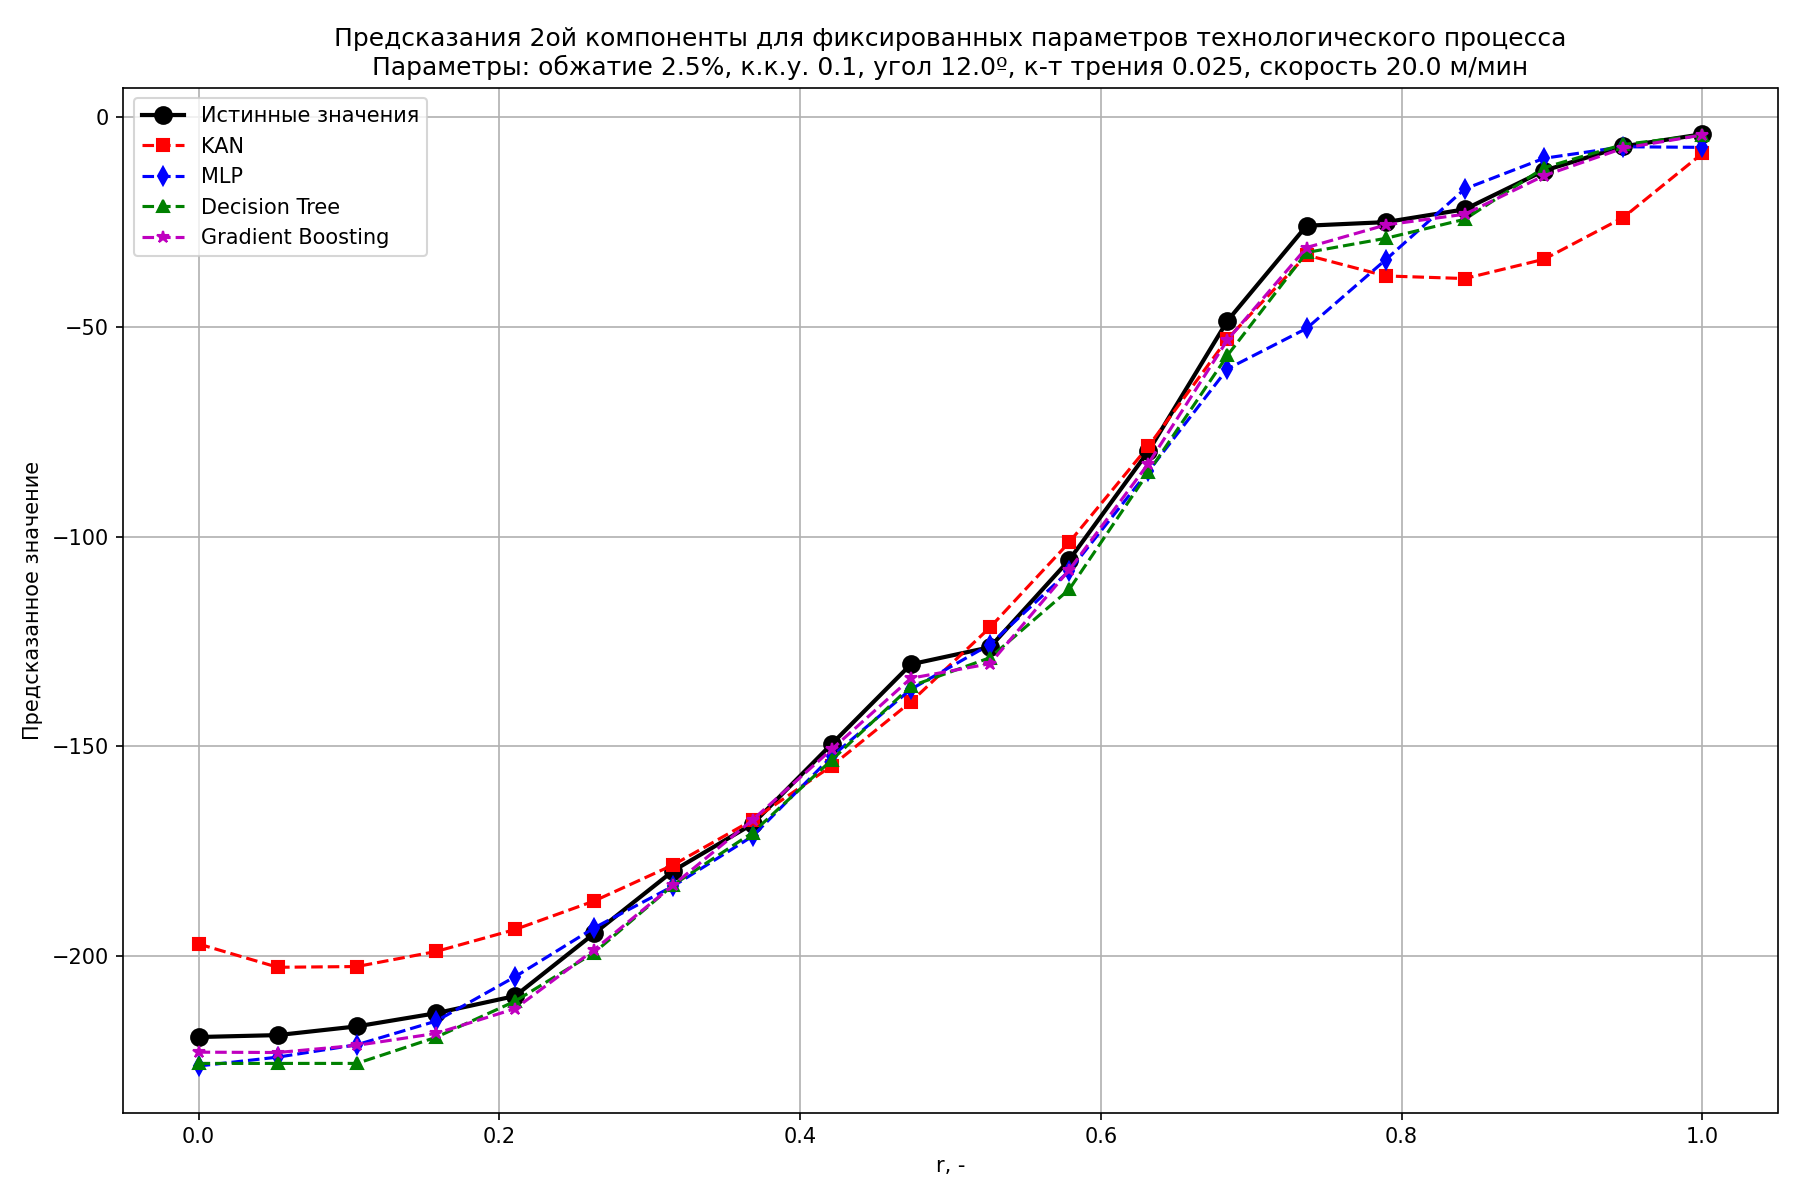 Предсказания 2ой компоненты для фиксированных параметров технологического процесса
Параметры: обжатие 2.5%, к.к.у. 0.1, угол 12.0º, к-т трения 0.025, скорость 20.0 м/мин
Истинные значения
KAN
MLP
Decision Tree
Gradient Boosting
Предсказанное значение
0
−50
−100
−150
−200
0.0
0.2
0.4
0.6
0.8
1.0
r, -